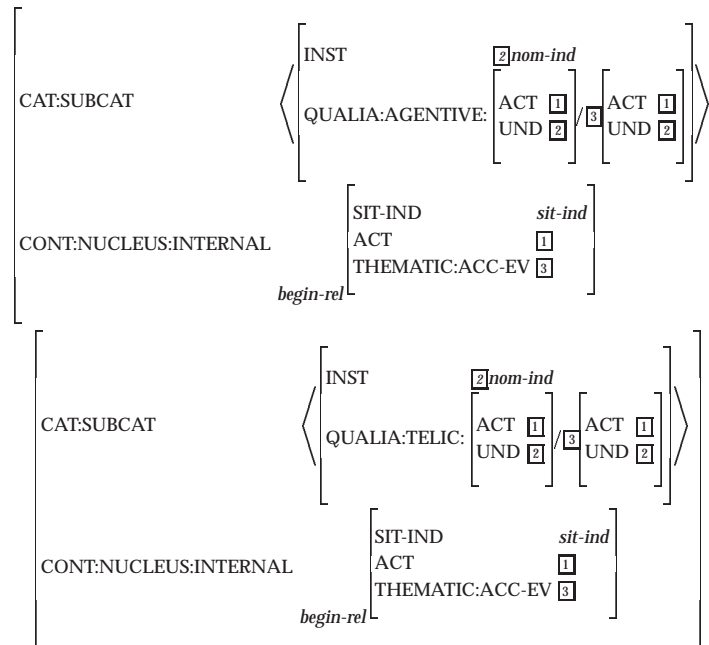 INST [2] nom-ind
CAT:SUBCAT
QUALIA:AGENTIVE: ACT [1] / [3] ACT [1]
UND [2] UND [2]
SIT-IND sit-ind
CONT:NUCLEUS:INTERNAL ACT [1]
THEMATIC:ACC-EV [3]
begin-rel
INST [2] nom-ind
CAT:SUBCAT
QUALIA:TELIC: ACT [1] / [3] ACT [1]
UND [2] UND [2]
SIT-IND sit-ind
CONT:NUCLEUS:INTERNAL ACT [1]
THEMATIC:ACC-EV [3]
begin-rel